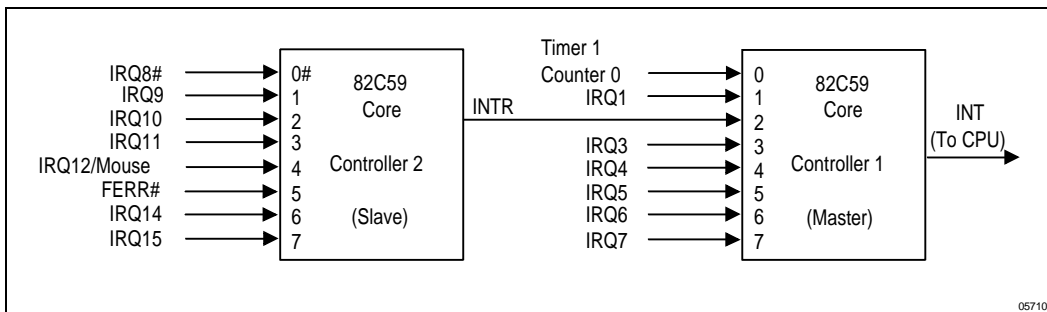 IRQ8#
IRQ9
IRQ10
IRQ11
IRQ12/Mouse
FERR#
IRQ14
IRQ15
0#
1
2
3
4
5
6
7
82C59
Core
Controller 2
(Slave)
INTR
Timer 1
Counter 0
IRQ1
IRQ3
IRQ4
IRQ5
IRQ6
IRQ7
0
1
2
3
4
5
6
7
82C59
Core
Controller 1
(Master)
INT
(To CPU)
05710